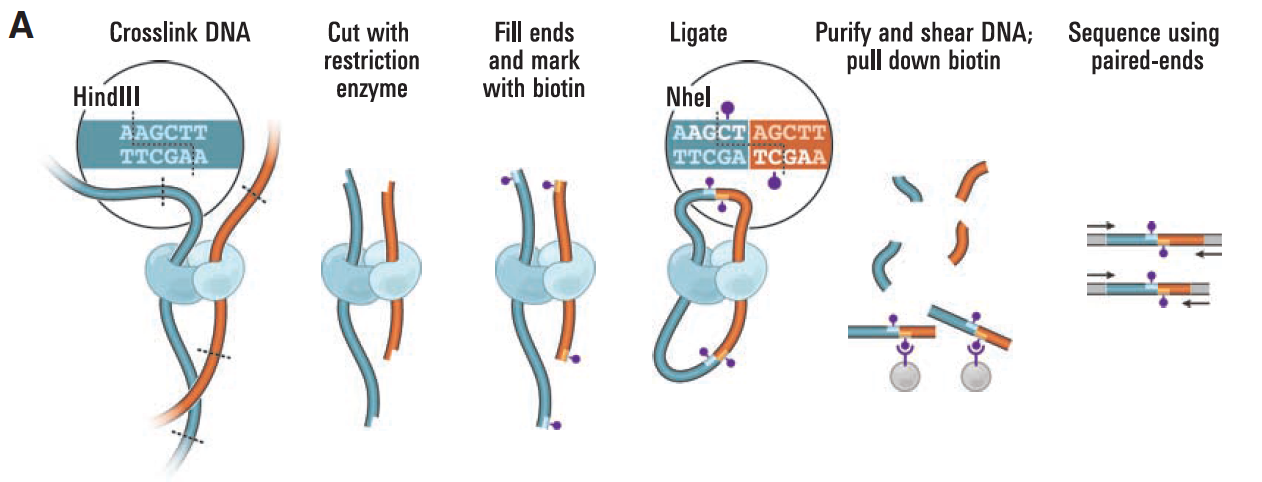 A
Crosslink DNA
HindIII
AAGCTT
TTCGAA
Cut with
restriction
enzyme
Fill ends
and mark
with biotin
Ligate
NheI
AAGCT AGCTT
TTCGA TCGAA
Purify and shear DNA;
pull down biotin
Sequence using
paired-ends